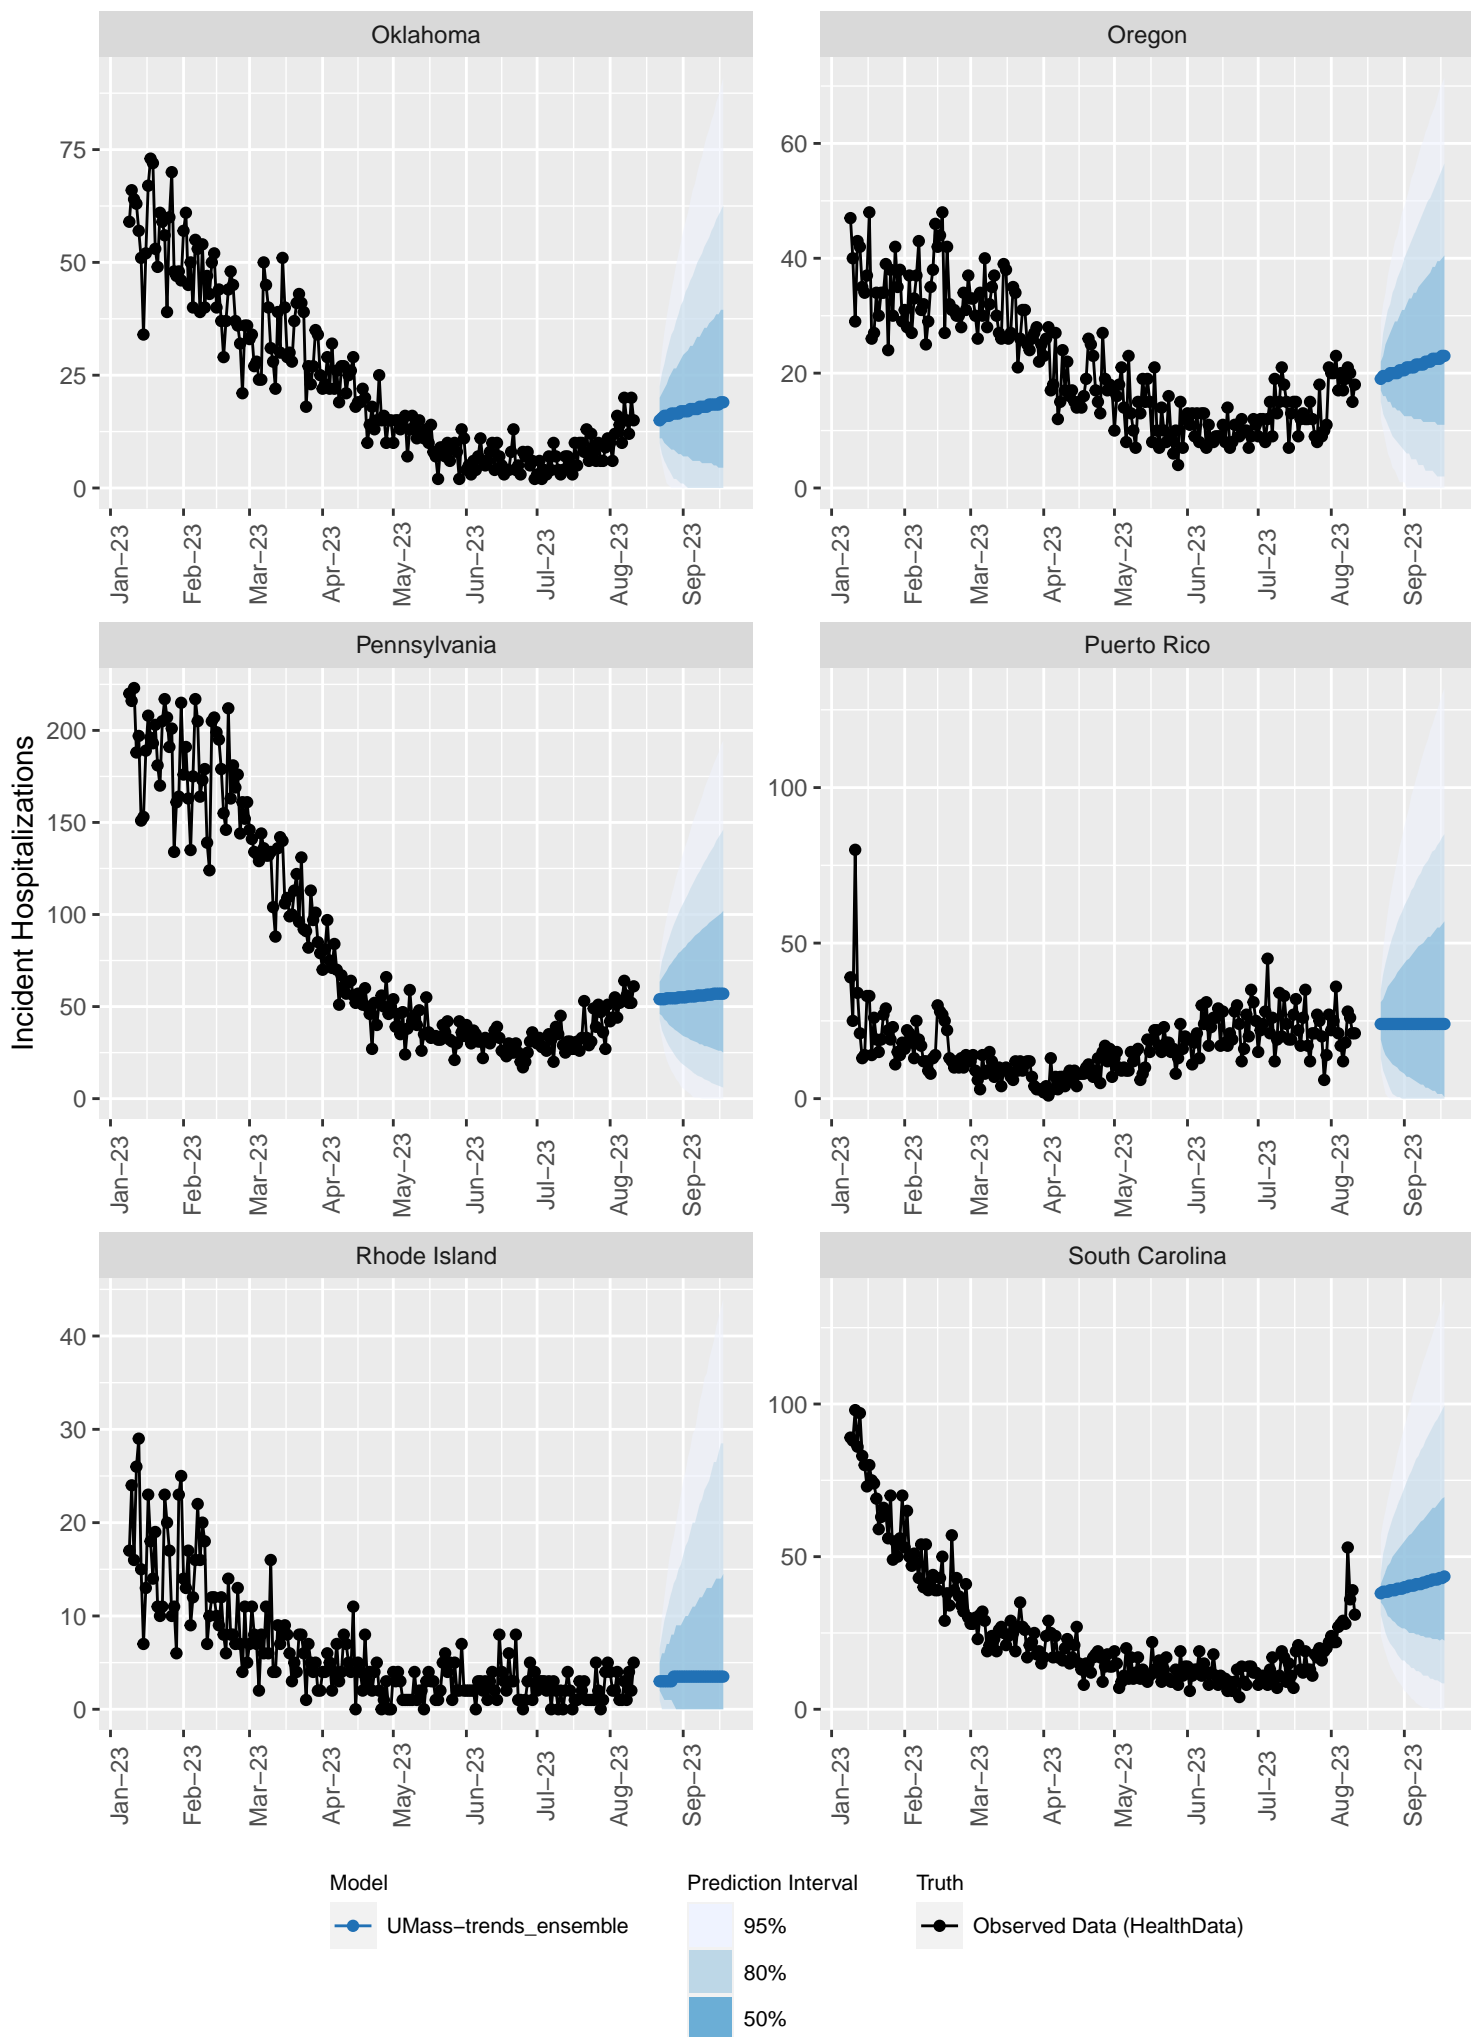 Oklahoma
Oregon
75
50
25
0
60
40
20
0
Jan−23
Feb−23
Mar−23
Apr−23
May−23
Jun−23
Jul−23
Aug−23
Sep−23
Jan−23
Feb−23
Mar−23
Apr−23
May−23
Jun−23
Jul−23
Aug−23
Sep−23
Pennsylvania
Puerto Rico
Incident Hospitalizations
200
150
100
50
0
100
50
0
Jan−23
Feb−23
Mar−23
Apr−23
May−23
Jun−23
Jul−23
Aug−23
Sep−23
Jan−23
Feb−23
Mar−23
Apr−23
May−23
Jun−23
Jul−23
Aug−23
Sep−23
Rhode Island
South Carolina
40
30
20
10
0
100
50
0
Jan−23
Feb−23
Mar−23
Apr−23
May−23
Jun−23
Jul−23
Aug−23
Sep−23
Jan−23
Feb−23
Mar−23
Apr−23
May−23
Jun−23
Jul−23
Aug−23
Sep−23
Model
UMass−trends_ensemble
Prediction Interval
95%
80%
50%
Truth
Observed Data (HealthData)